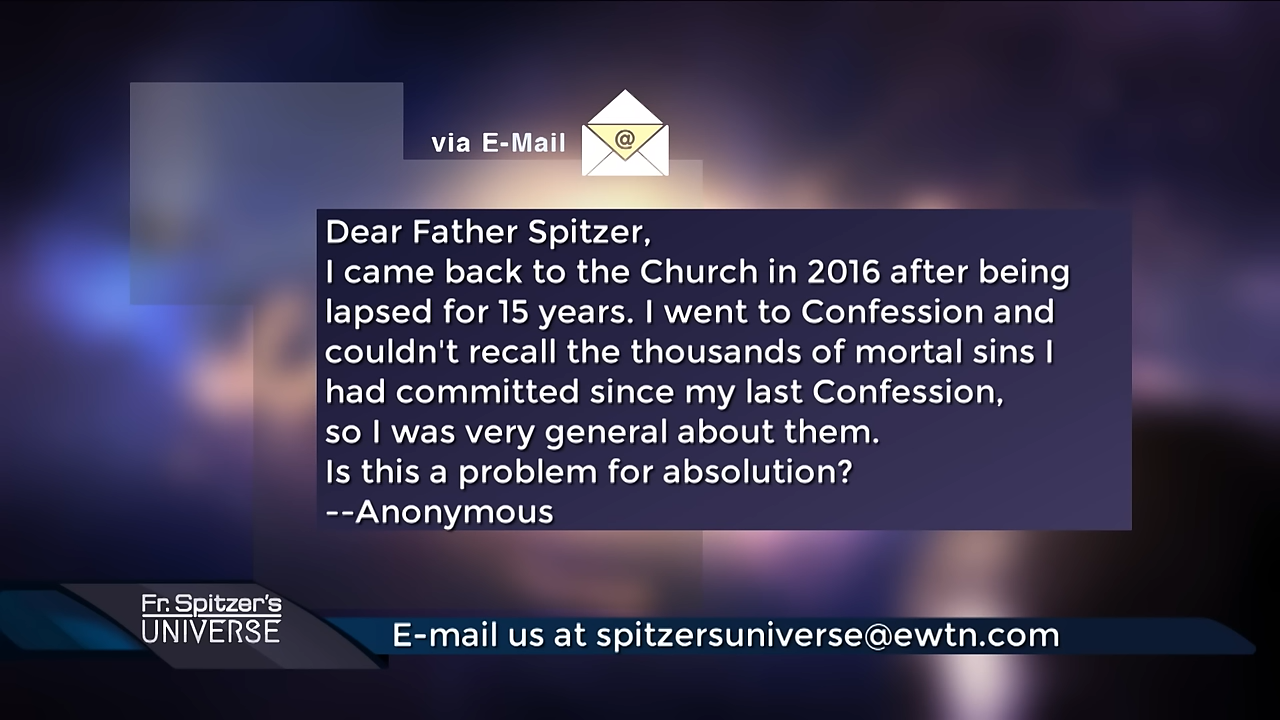 via E-Mail
@
Dear Father Spitzer,
I came back to the Church in 2016 after being
lapsed for 15 years. I went to Confession and
couldn't recall the thousands of mortal sins I
had committed since my last Confession,
so I was very general about them.
Is this a problem for absolution?
--Anonymous
Fr. Spitzer's
UNIVERSE
E-mail us at spitzersuniverse@ewtn.com